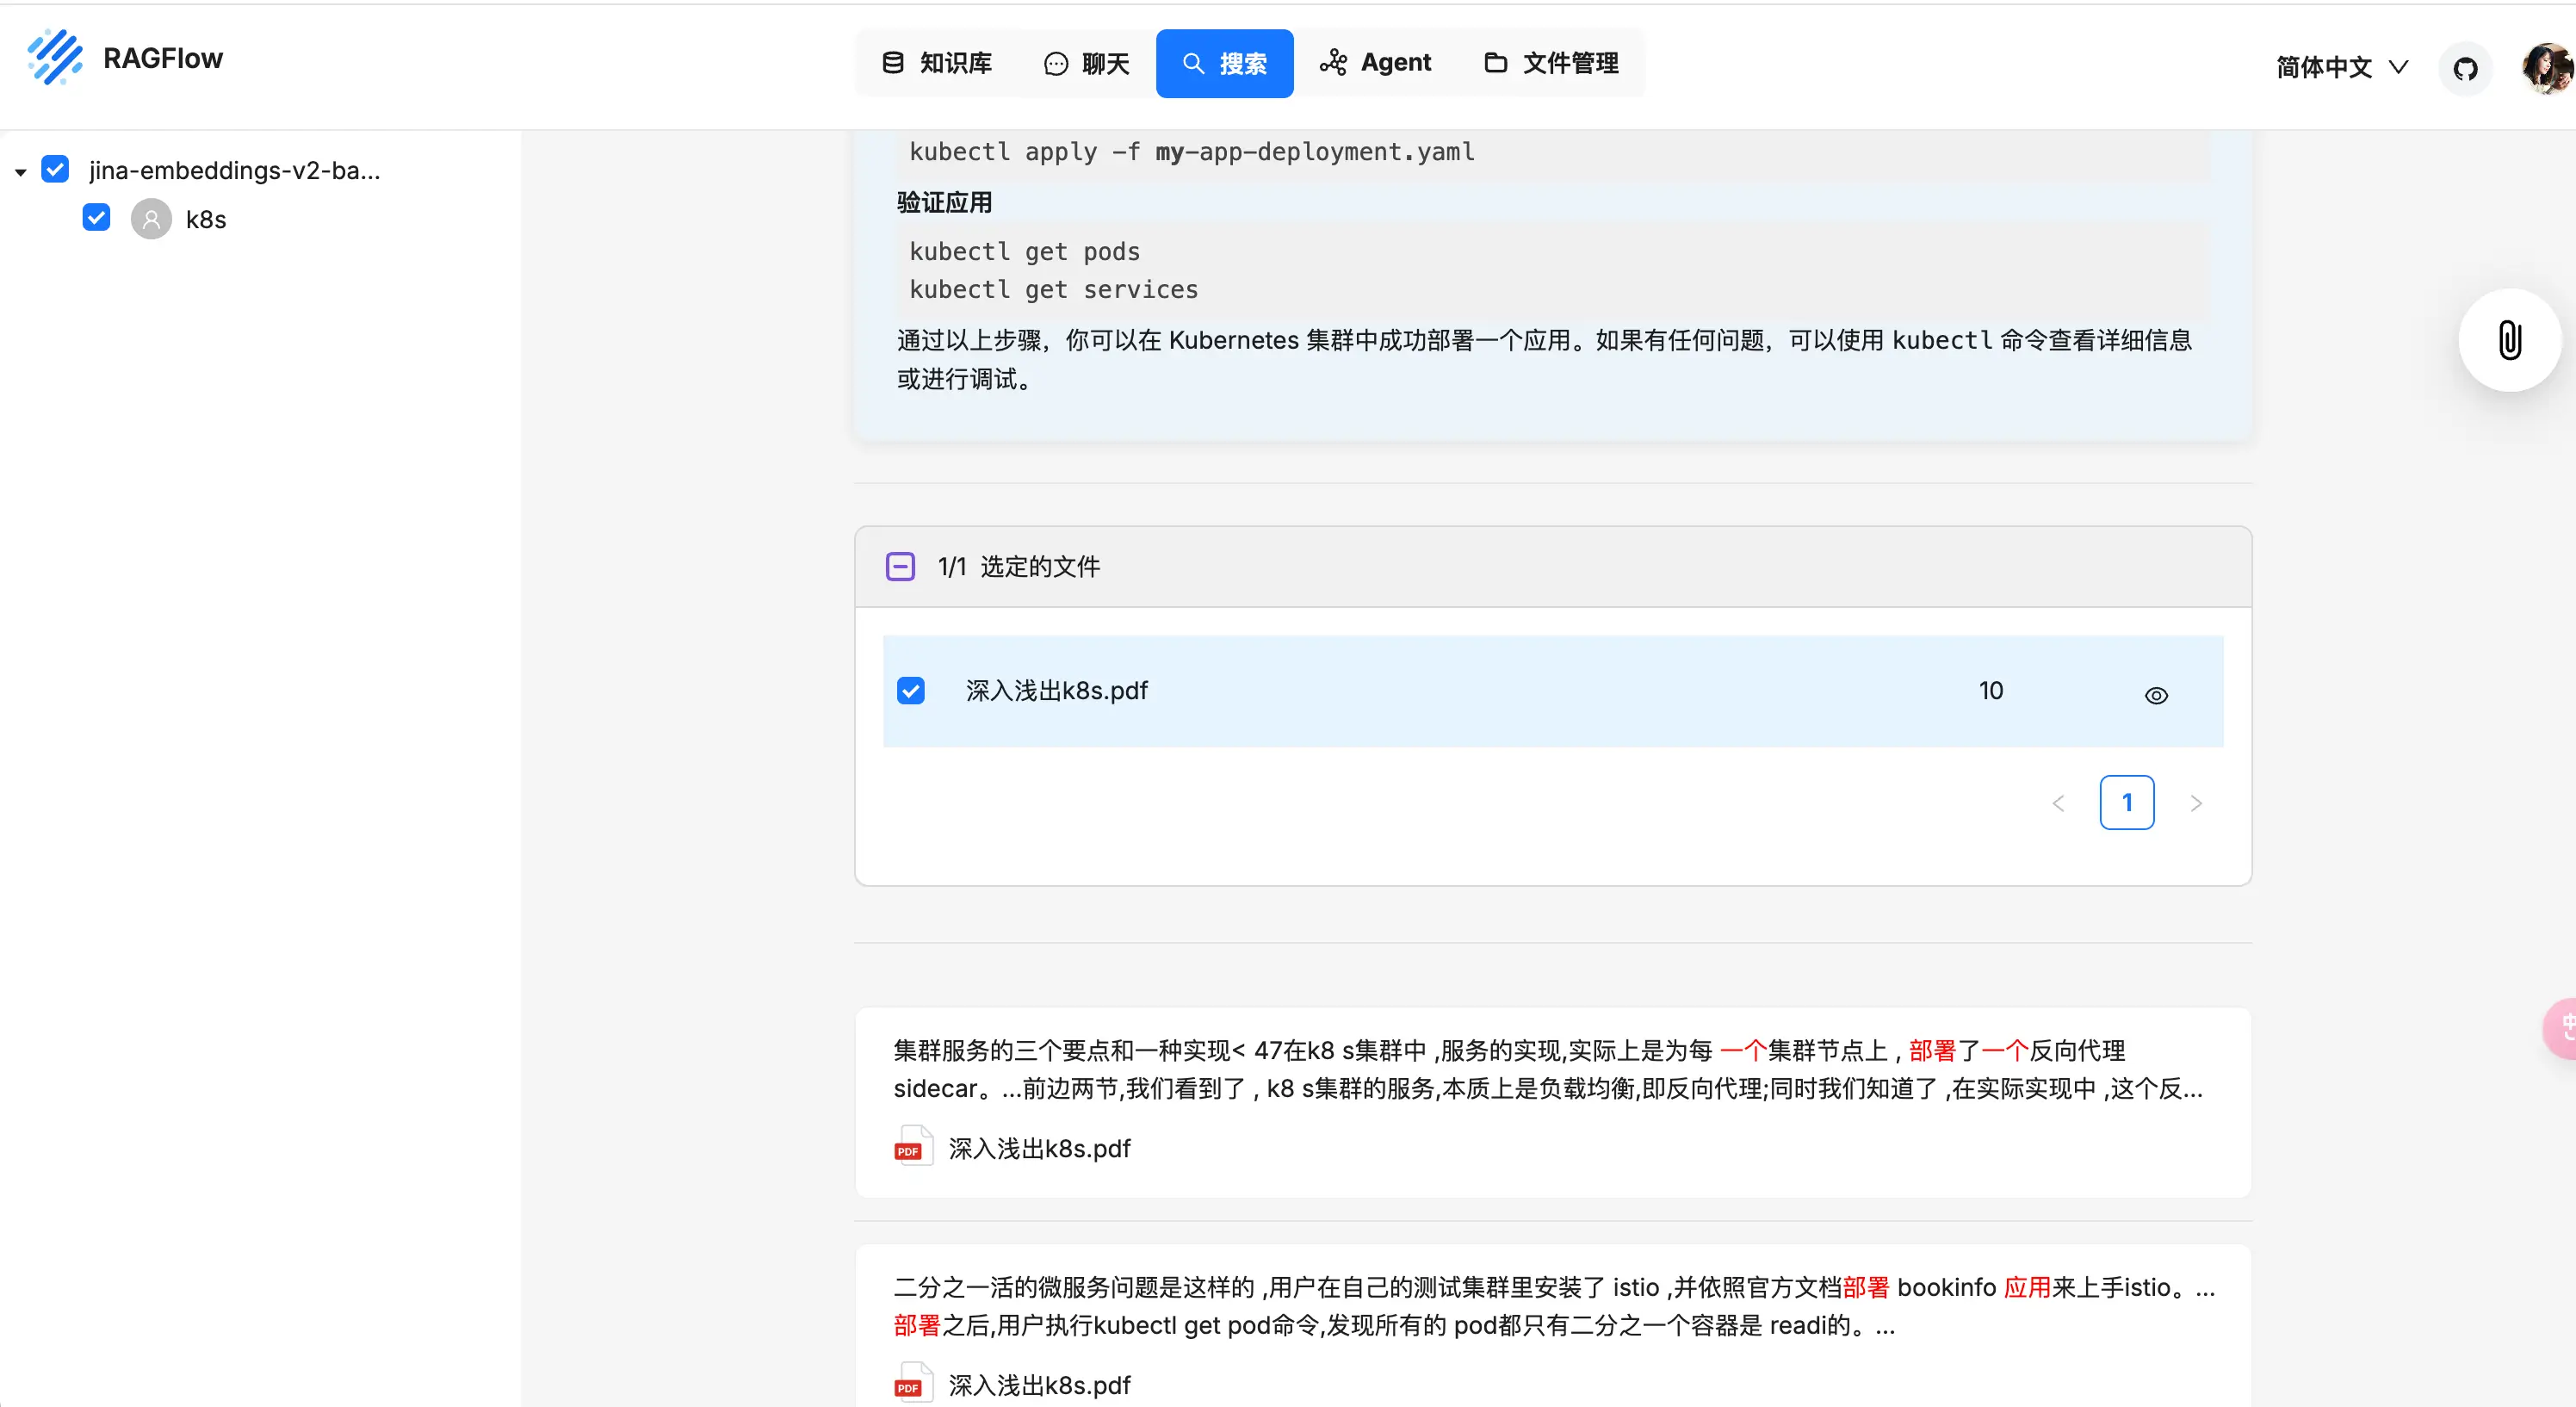 RAGFlow
知识库
聊天
搜索
Agent
文件管理
简体中文
jina-embeddings-v2-ba...
k8s
kubectl apply -f my-app-deployment.yaml
验证应用
kubectl get pods
kubectl get services
通过以上步骤，你可以在 Kubernetes 集群中成功部署一个应用。如果有任何问题，可以使用 kubectl 命令查看详细信息
或进行调试。
1/1 选定的文件
深入浅出k8s.pdf 10
1
集群服务的三个要点和一种实现< 47在k8 s集群中 ,服务的实现,实际上是为每 一个集群节点上 , 部署了一个反向代理
sidecar。...前边两节,我们看到了 , k8 s集群的服务,本质上是负载均衡,即反向代理;同时我们知道了 ,在实际实现中 ,这个反...
PDF 深入浅出k8s.pdf
二分之一活的微服务问题是这样的 ,用户在自己的测试集群里安装了 istio ,并依照官方文档部署 bookinfo 应用来上手istio。...
部署之后,用户执行kubectl get pod命令,发现所有的 pod都只有二分之一个容器是 readi的。...
PDF 深入浅出k8s.pdf